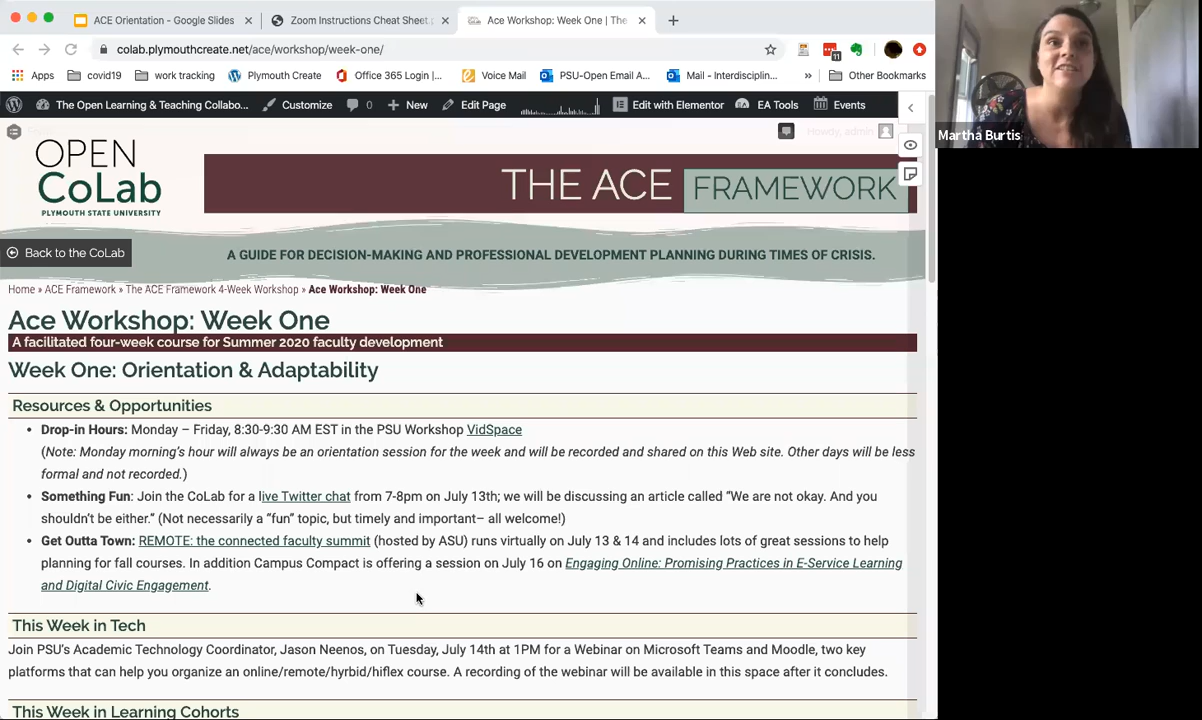 ACE Orientation - Google Slides
Zoom Instructions Cheat Sheet.
Ace Workshop: Week One | The
colab.plymouthcreate.net/ace/workshop/week-one/
11
Apps
covid19
work tracking
Plymouth Create
Office 365 Login |...
Voice Mail
PSU-Open Email A...
Mail - Interdisciplin...
»
Other Bookmarks
The Open Learning & Teaching Collabo...
Customize
0
New
Edit Page
Edit with Elementor
EA Tools
Events
Howdy, admin
Martha Burtis
OPEN
CoLab
PLYMOUTH STATE UNIVERSITY
THE ACE FRAMEWORK
Back to the CoLab
A GUIDE FOR DECISION-MAKING AND PROFESSIONAL DEVELOPMENT PLANNING DURING TIMES OF CRISIS.
Home » ACE Framework » The ACE Framework 4-Week Workshop » Ace Workshop: Week One
Ace Workshop: Week One
A facilitated four-week course for Summer 2020 faculty development
Week One: Orientation & Adaptability
Resources & Opportunities
• Drop-in Hours: Monday – Friday, 8:30-9:30 AM EST in the PSU Workshop VidSpace
(Note: Monday morning's hour will always be an orientation session for the week and will be recorded and shared on this Web site. Other days will be less
formal and not recorded.)
• Something Fun: Join the CoLab for a live Twitter chat from 7-8pm on July 13th; we will be discussing an article called “We are not okay. And you
shouldn't be either.” (Not necessarily a “fun” topic, but timely and important– all welcome!)
• Get Outta Town: REMOTE: the connected faculty summit (hosted by ASU) runs virtually on July 13 & 14 and includes lots of great sessions to help
planning for fall courses. In addition Campus Compact is offering a session on July 16 on Engaging Online: Promising Practices in E-Service Learning
and Digital Civic Engagement.
This Week in Tech
Join PSU's Academic Technology Coordinator, Jason Neenos, on Tuesday, July 14th at 1PM for a Webinar on Microsoft Teams and Moodle, two key
platforms that can help you organize an online/remote/hyrbid/hiflex course. A recording of the webinar will be available in this space after it concludes.
This Week in Learning Cohorts